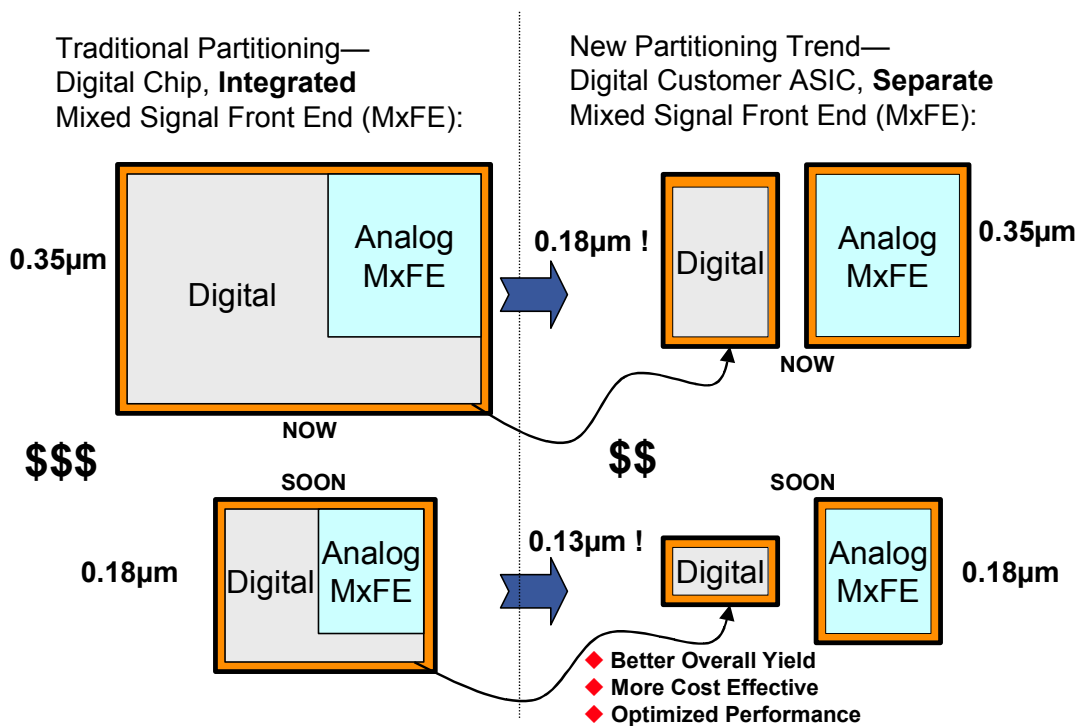 Traditional Partitioning—
Digital Chip, Integrated
Mixed Signal Front End (MxFE):
New Partitioning Trend—
Digital Customer ASIC, Separate
Mixed Signal Front End (MxFE):
0.35µm
Digital
Analog
MxFE
NOW
0.18µm !
Digital
Analog
MxFE
0.35µm
NOW
$$$
$$
SOON
0.18µm
Digital
Analog
MxFE
SOON
0.13µm !
Digital
Analog
MxFE
0.18µm
Better Overall Yield
More Cost Effective
Optimized Performance